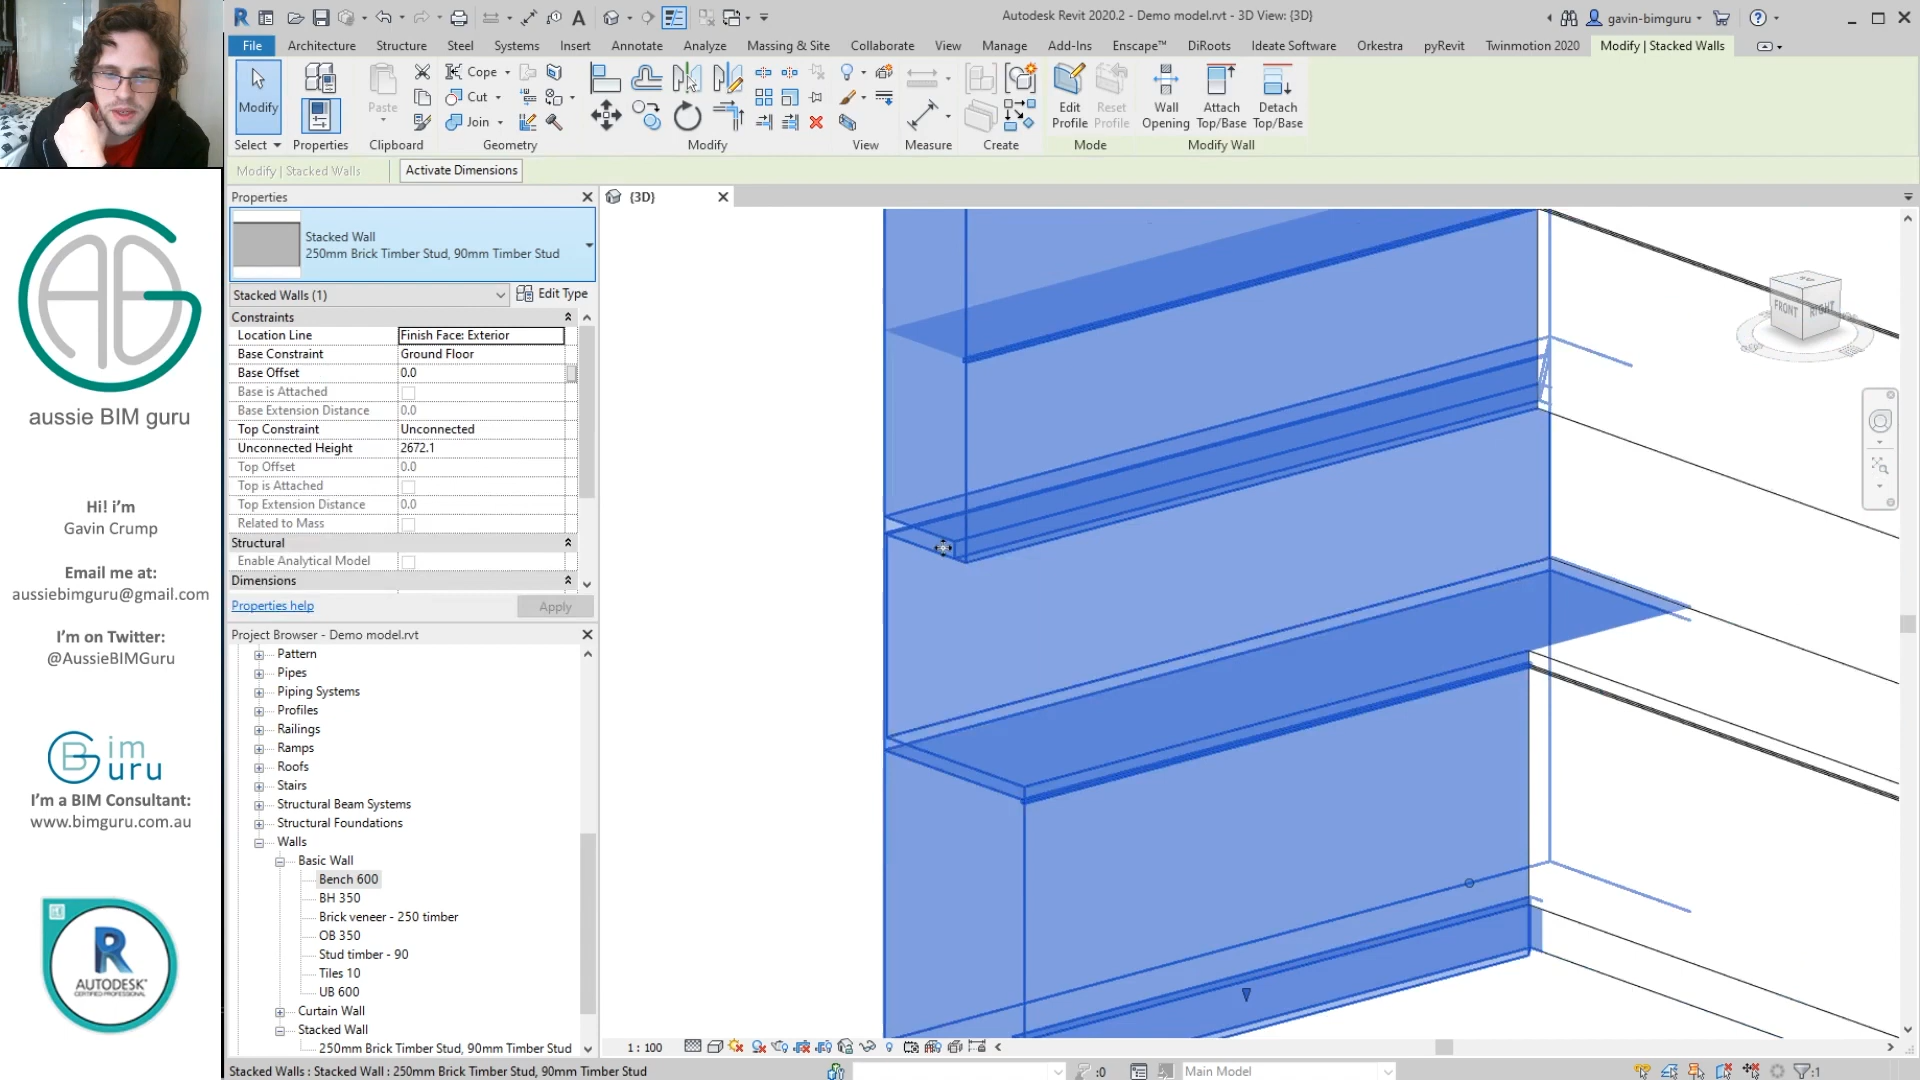 Autodesk Revit 2020.2 - Demo model.rvt - 3D View: {3D}
gavin-bimguru
File Architecture Structure Steel Systems Insert Annotate Analyze Massing & Site Collaborate View Manage Add-Ins Enscape™ DiRoots Ideate Software Orkestra pyRevit Twinmotion 2020 Modify | Stacked Walls
Modify
Paste
Cope
Cut
Join
Edit
Profile
Reset
Profile
Wall
Opening
Attach
Top/Base
Detach
Top/Base
Select Properties Clipboard Geometry Modify View Measure Create Mode Modify Wall
Modify | Stacked Walls
Activate Dimensions
Properties
{3D}
Stacked Wall
250mm Brick Timber Stud, 90mm Timber Stud
Stacked Walls (1)
Edit Type
Constraints
Location Line Finish Face: Exterior
Base Constraint Ground Floor
Base Offset 0.0
Base is Attached
Base Extension Distance 0.0
Top Constraint Unconnected
Unconnected Height 2672.1
Top Offset 0.0
Top is Attached
Top Extension Distance 0.0
Related to Mass
Structural
Enable Analytical Model
Dimensions
Properties help
Apply
Project Browser - Demo model.rvt
Pattern
Pipes
Piping Systems
Profiles
Railings
Ramps
Roofs
Stairs
Structural Beam Systems
Structural Foundations
Walls
Basic Wall
Bench 600
BH 350
Brick veneer - 250 timber
OB 350
Stud timber - 90
Tiles 10
UB 600
Curtain Wall
Stacked Wall
250mm Brick Timber Stud, 90mm Timber Stud
FRONT
RIGHT
1 : 100
Stacked Walls : Stacked Wall : 250mm Brick Timber Stud, 90mm Timber Stud
:0
Main Model
:1
aussie BIM guru
Hi! i'm
Gavin Crump
Email me at:
aussiebimguru@gmail.com
I'm on Twitter:
@AussieBIMGuru
Bim
Guru
I'm a BIM Consultant:
www.bimguru.com.au
R
AUTODESK
CERTIFIED PROFESSIONAL